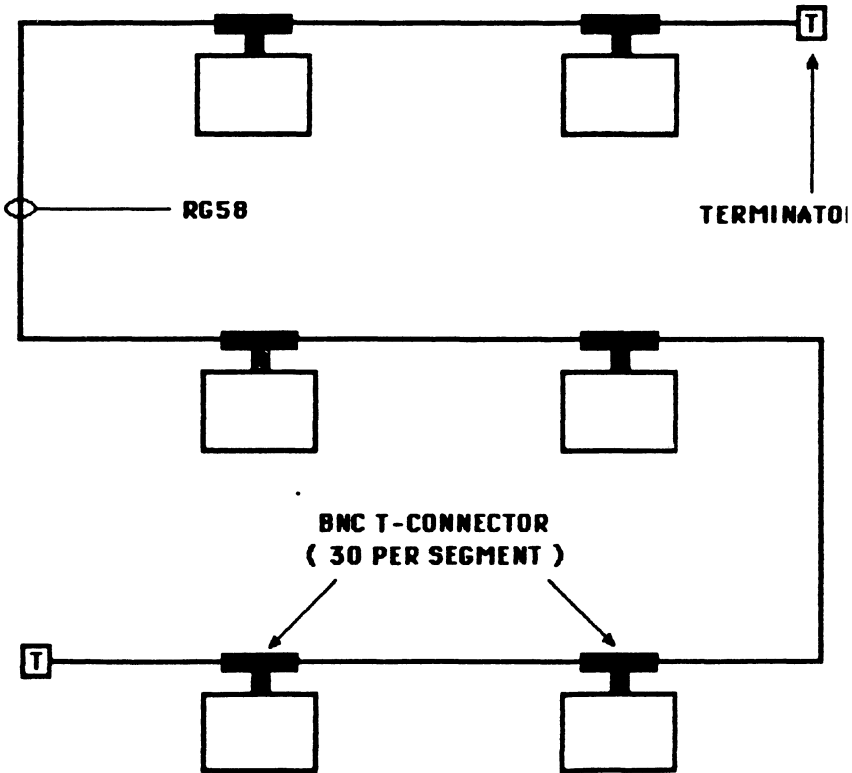 T
RG58
TERMINATO
BNC T-CONNECTOR
( 30 PER SEGMENT )
T